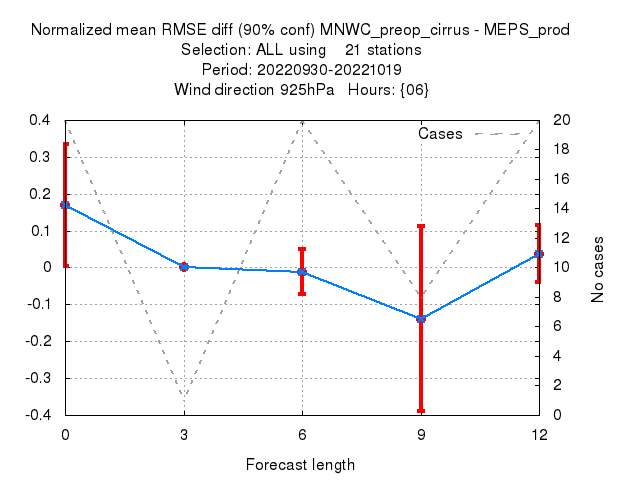 Normalized mean RMSE diff (90% conf) MNWC_preop_cirrus - MEPS_prod
Selection: ALL using 21 stations
Period: 20220930-20221019
Wind direction 925hPa Hours: {06}
Cases
0.4
0.3
0.2
0.1
0
-0.1
-0.2
-0.3
-0.4
20
18
16
14
12
10
8
6
4
2
0
No cases
0 3 6 9 12
Forecast length